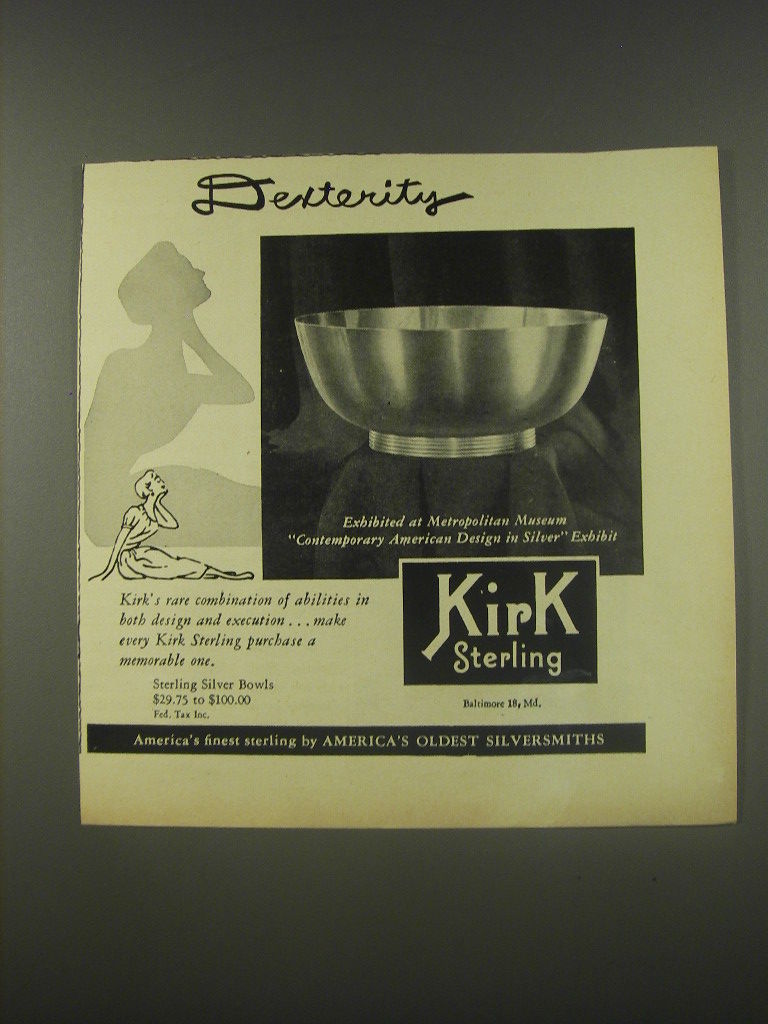 Dexterity
Exhibited at Metropolitan Museum
"Contemporary American Design in Silver" Exhibit
Kirk's rare combination of abilities in
both design and execution . . . make
every Kirk Sterling purchase a
memorable one.
Sterling Silver Bowls
$29.75 to $100.00
Fed. Tax Inc.
Kirk
Sterling
Baltimore 18, Md.
America's finest sterling by AMERICA'S OLDEST SILVERSMITHS